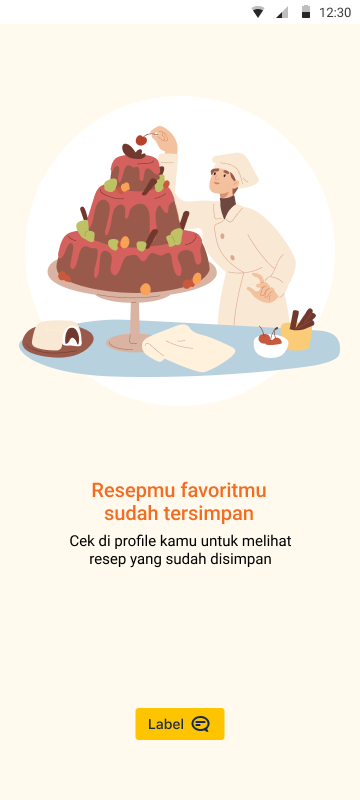 12:30
Resepmu favoritmu
sudah tersimpan
Cek di profile kamu untuk melihat
resep yang sudah disimpan
Label